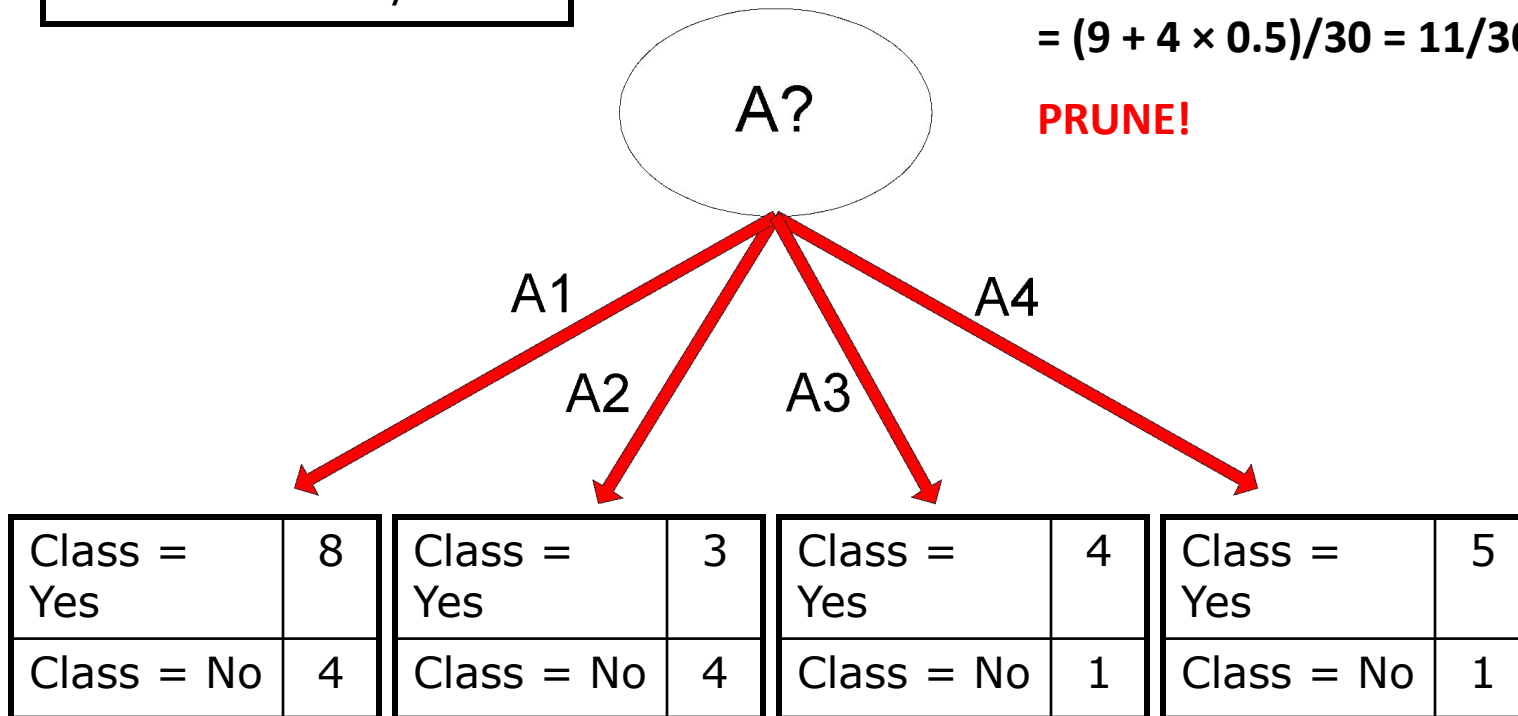 = (9 + 4 × 0.5)/30 = 11/30
PRUNE!
A?
A1
A4
A2
A3
Class = 8 Class = 3 Class = 4 Class = 5
Yes Yes Yes Yes
Class = No 4 Class = No 4 Class = No 1 Class = No 1